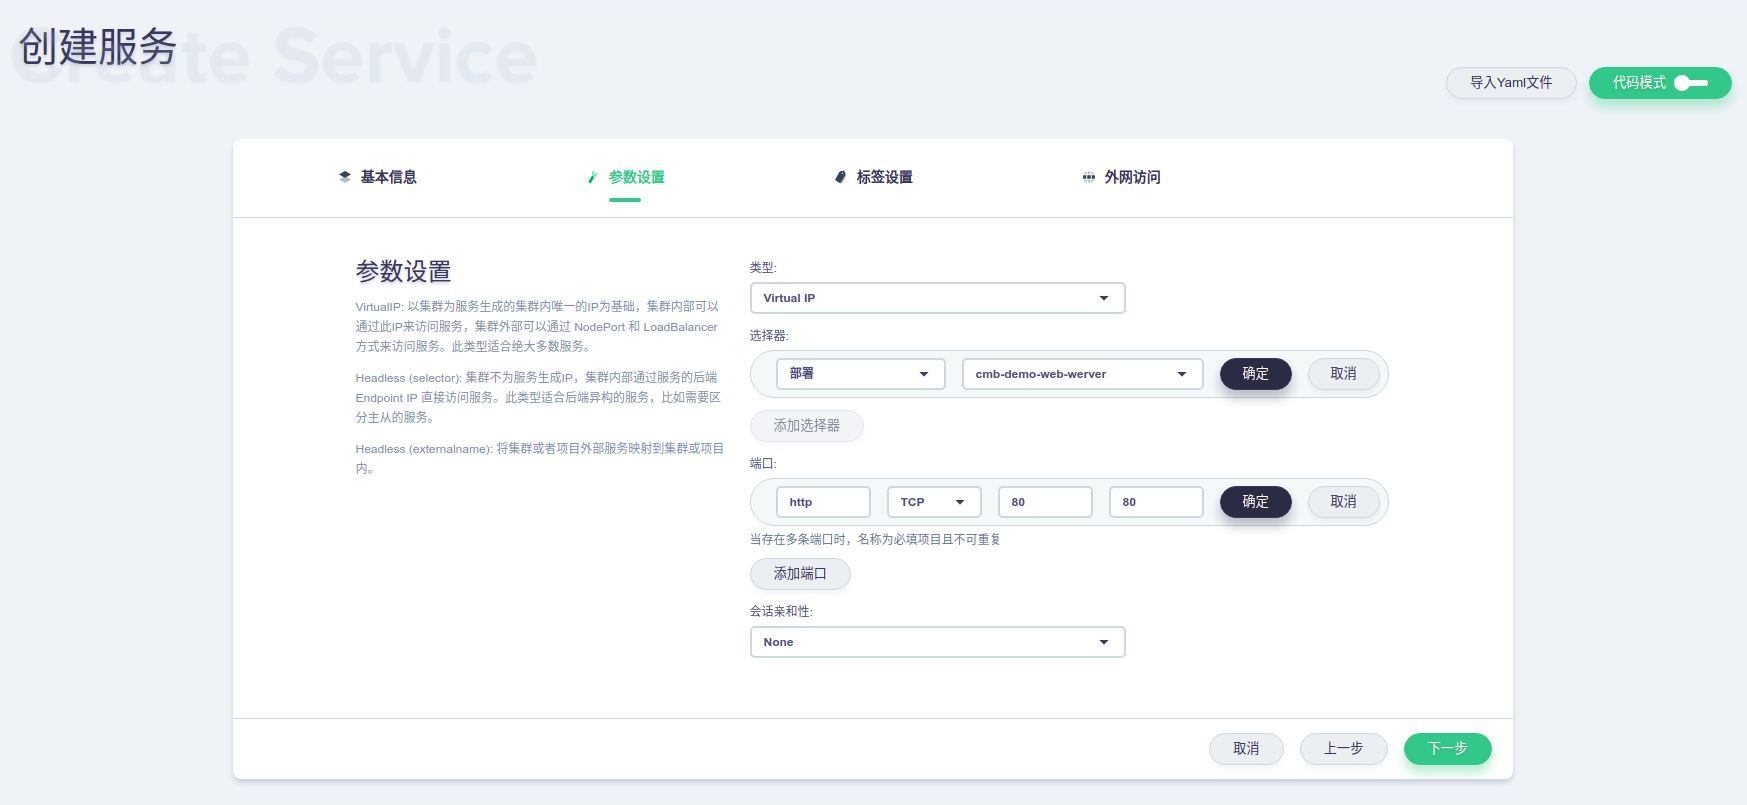 Create Service
创建服务
导入Yaml文件
代码模式
基本信息
参数设置
标签设置
外网访问
参数设置
VirtualIP: 以集群为服务生成的集群内唯一的IP为基础，集群内部可以
通过此IP来访问服务，集群外部可以通过 NodePort 和 LoadBalancer
方式来访问服务。此类型适合绝大多数服务。
Headless (selector): 集群不为服务生成IP，集群内部通过服务的后端
Endpoint IP 直接访问服务。此类型适合后端异构的服务，比如需要区
分主从的服务。
Headless (externalname): 将集群或者项目外部服务映射到集群或项目
内。
类型:
Virtual IP
选择器:
部署
cmb-demo-web-werver
确定
取消
添加选择器
端口:
http
TCP
80
80
确定
取消
当存在多条端口时，名称为必填项目且不可重复
添加端口
会话亲和性:
None
取消
上一步
下一步